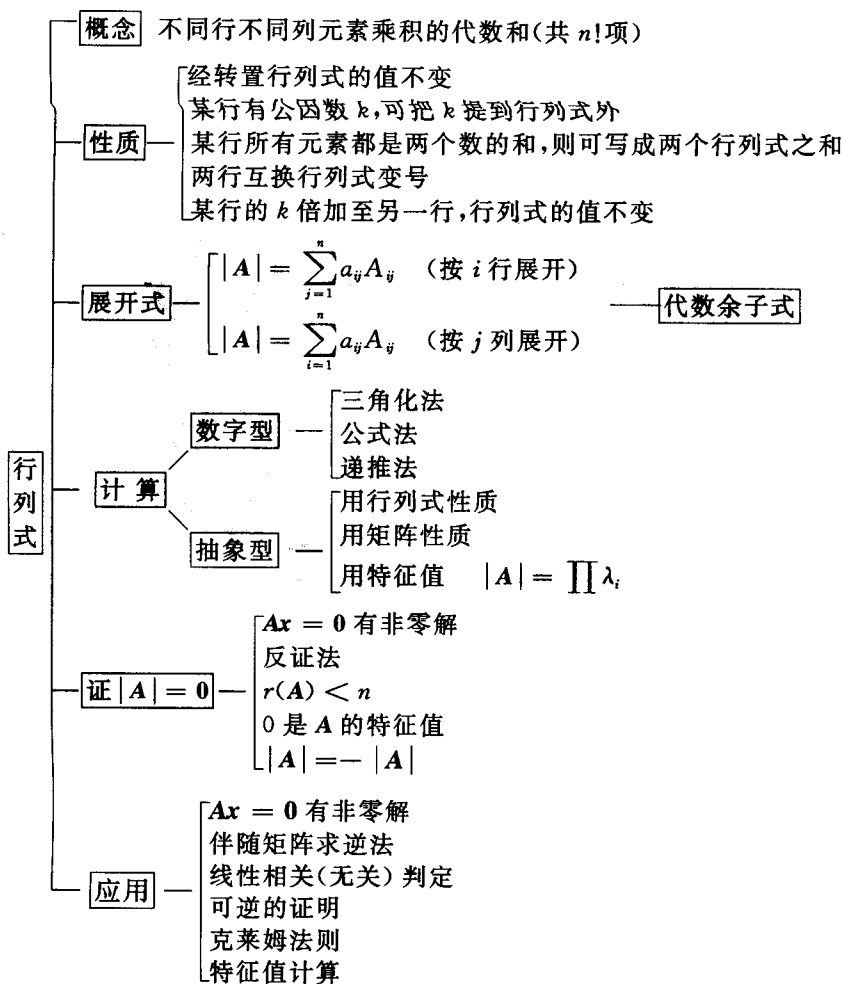 概念 不同行不同列元素乘积的代数和(共 n!项)
经转置行列式的值不变
某行有公因数 k,可把 k 提到行列式外
性质 某行所有元素都是两个数的和,则可写成两个行列式之和
两行互换行列式变号
某行的 k 倍加至另一行,行列式的值不变
展开式
|A| = ∑_{j=1}^{n} a_{ij}A_{ij} (按 i 行展开)
|A| = ∑_{i=1}^{n} a_{ij}A_{ij} (按 j 列展开)
代数余子式
行列式
计算
数字型
三角化法
公式法
递推法
抽象型
用行列式性质
用矩阵性质
用特征值 |A| = ∏ λ_i
证|A| = 0
Ax = 0 有非零解
反证法
r(A) < n
0 是 A 的特征值
|A| = - |A|
应用
Ax = 0 有非零解
伴随矩阵求逆法
线性相关(无关)判定
可逆的证明
克莱姆法则
特征值计算